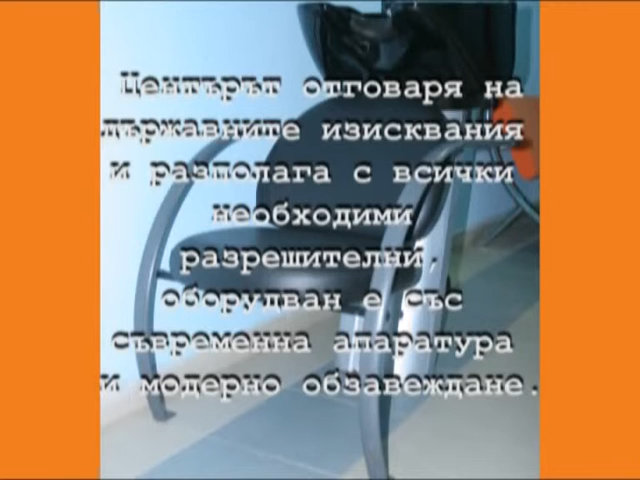 Центърът отговаря на
държавните изисквания
и разполага с всички
необходими
разрешителни,
оборудван е със
съвременна апаратура
и модерно обзавеждане.